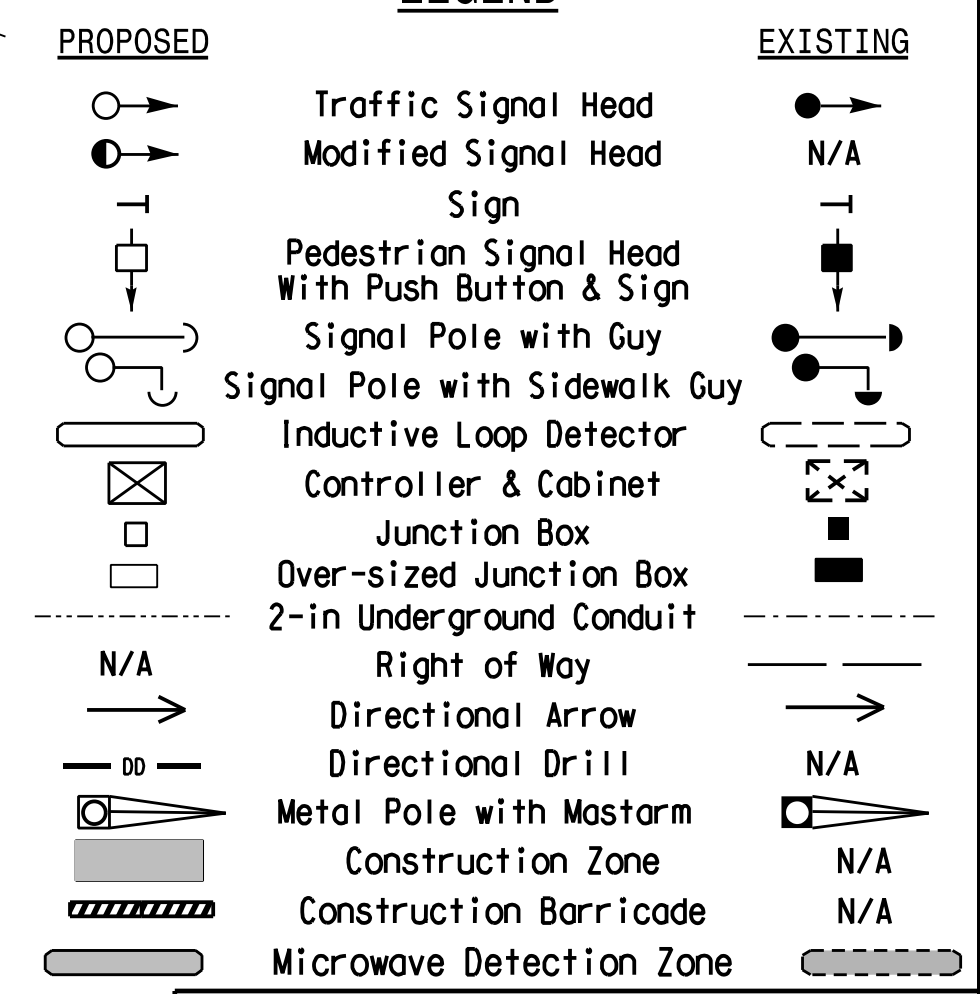 LEGEND
PROPOSED EXISTING
Traffic Signal Head
Modified Signal Head N/A
Sign
Pedestrian Signal Head
With Push Button & Sign
Signal Pole with Guy
Signal Pole with Sidewalk Guy
Inductive Loop Detector
Controller & Cabinet
Junction Box
Over-sized Junction Box
2-in Underground Conduit
N/A Right of Way
Directional Arrow
DD Directional Drill N/A
Metal Pole with Mastarm
Construction Zone N/A
Construction Barricade N/A
Microwave Detection Zone